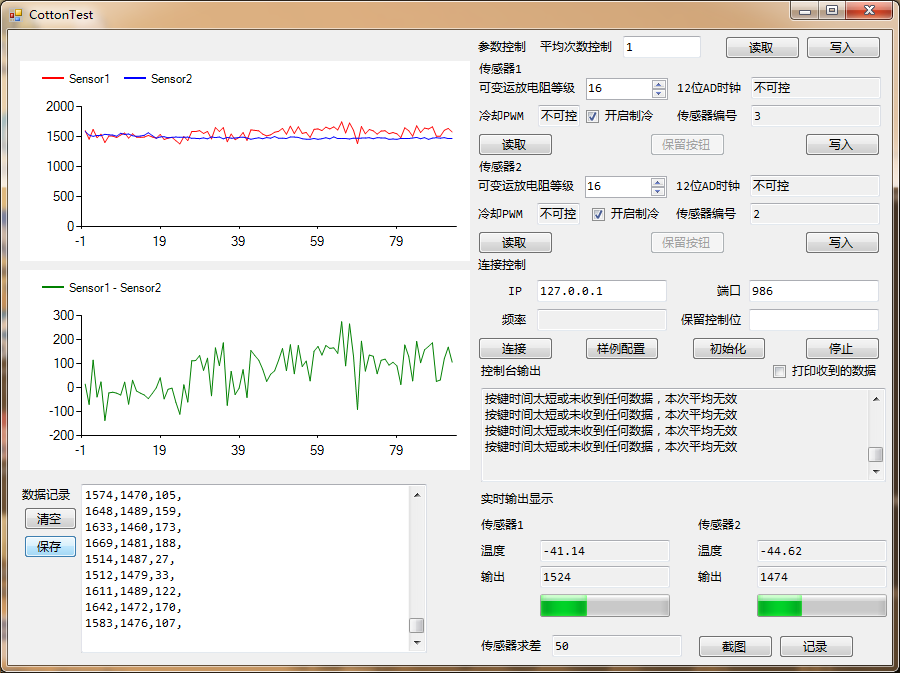 CottonTest
Sensor1 Sensor2
2000
1500
1000
500
0
-1 19 39 59 79
Sensor1 - Sensor2
300
200
100
0
-100
-200
-1 19 39 59 79
数据记录
清空
保存
1574,1470,105,
1648,1489,159,
1633,1460,173,
1669,1481,188,
1514,1487,27,
1512,1479,33,
1611,1489,122,
1642,1472,170,
1583,1476,107,
参数控制 平均次数控制 1 读取 写入
传感器1
可变运放电阻等级 16 12位AD时钟 不可控
冷却PWM 不可控 开启制冷 传感器编号 3
读取 保留按钮 写入
传感器2
可变运放电阻等级 16 12位AD时钟 不可控
冷却PWM 不可控 开启制冷 传感器编号 2
读取 保留按钮 写入
连接控制
IP 127.0.0.1 端口 986
频率 保留控制位
连接 样例配置 初始化 停止
控制台输出 打印收到的数据
按键时间太短或未收到任何数据，本次平均无效
按键时间太短或未收到任何数据，本次平均无效
按键时间太短或未收到任何数据，本次平均无效
按键时间太短或未收到任何数据，本次平均无效
实时输出显示
传感器1 传感器2
温度 -41.14 温度 -44.62
输出 1524 输出 1474
传感器求差 50 截图 记录